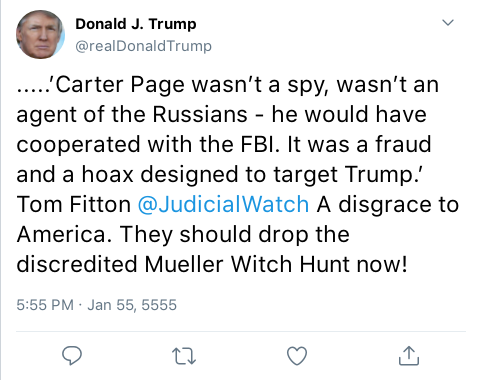 Donald J. Trump
@realDonaldTrump
.....’Carter Page wasn’t a spy, wasn’t an
agent of the Russians - he would have
cooperated with the FBI. It was a fraud
and a hoax designed to target Trump.’
Tom Fitton @JudicialWatch A disgrace to
America. They should drop the
discredited Mueller Witch Hunt now!
5:55 PM · Jan 55, 5555